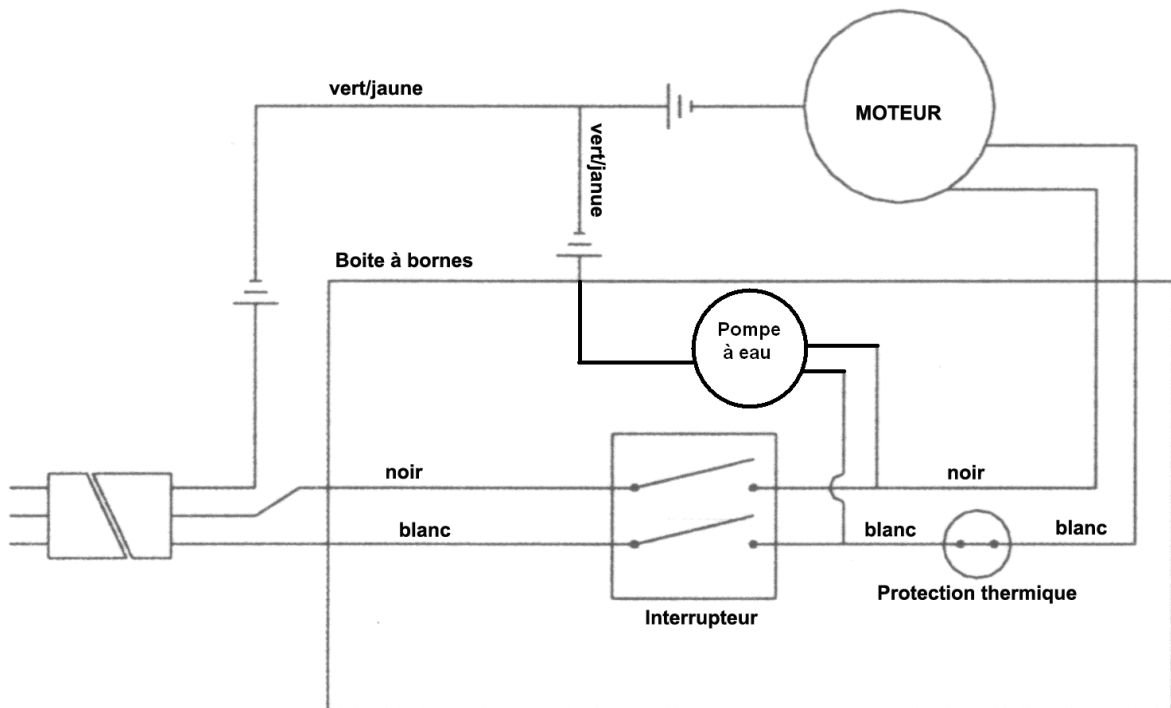 vert/jaune
MOTEUR
vert/janue
Boite à bornes
Pompe
à eau
noir
noir
blanc
blanc
blanc
Protection thermique
Interrupteur